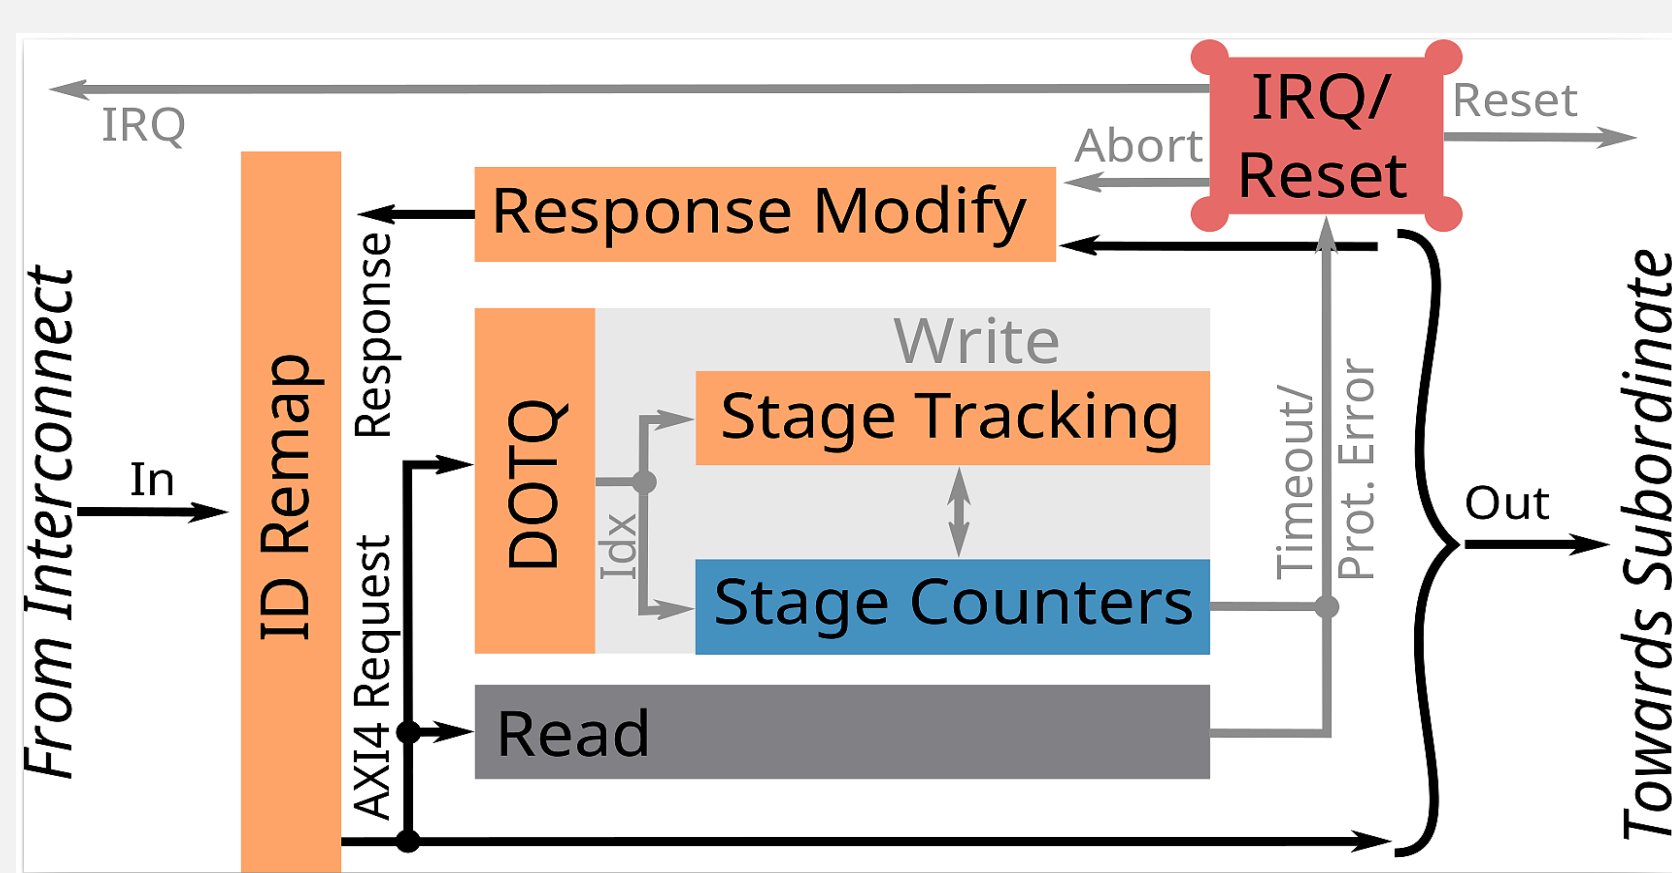 IRQ/
Reset
Reset
IRQ
Abort
Response Modify
Response
From Interconnect
In
ID Remap
AXI4 Request
DOTQ
Idx
Write
Stage Tracking
Stage Counters
Read
Timeout/
Prot. Error
Out
Towards Subordinate